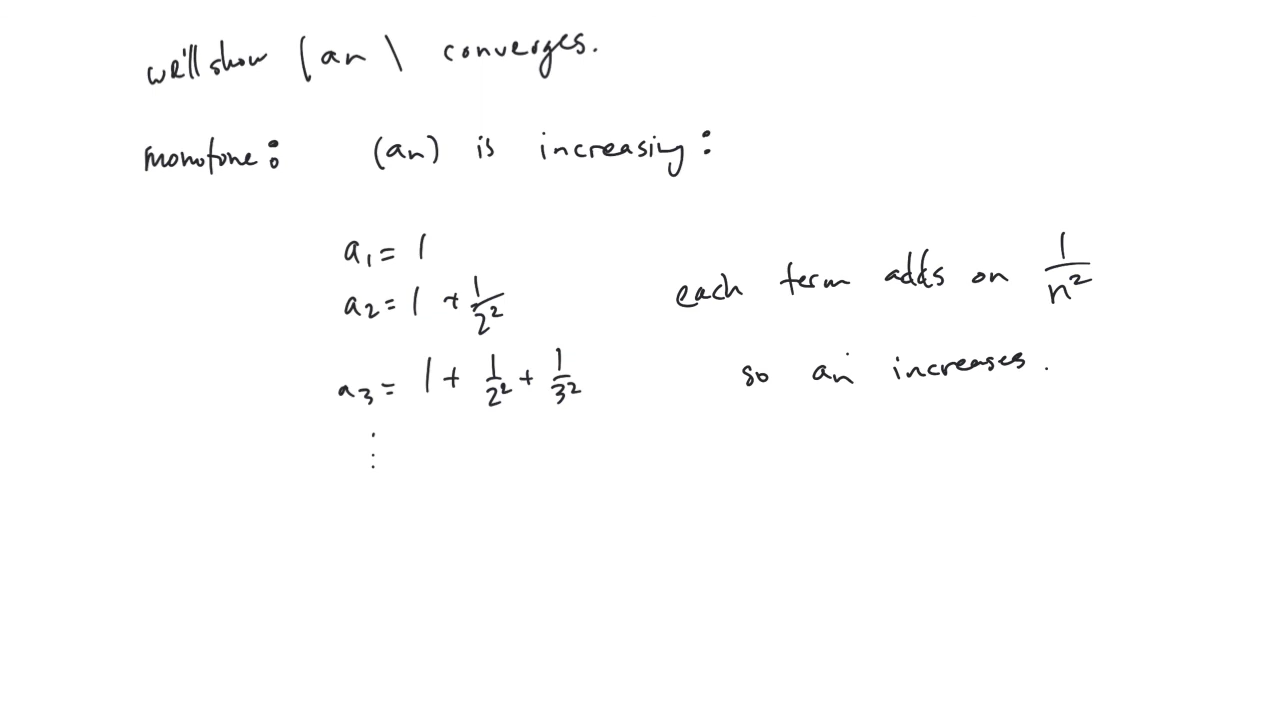 we'll show (an) converges.
monotone: (an) is increasing:
a₁ = 1
a₂ = 1 + 1/2² each term adds on 1/n²
a₃ = 1 + 1/2² + 1/3² so an increases.
⋮